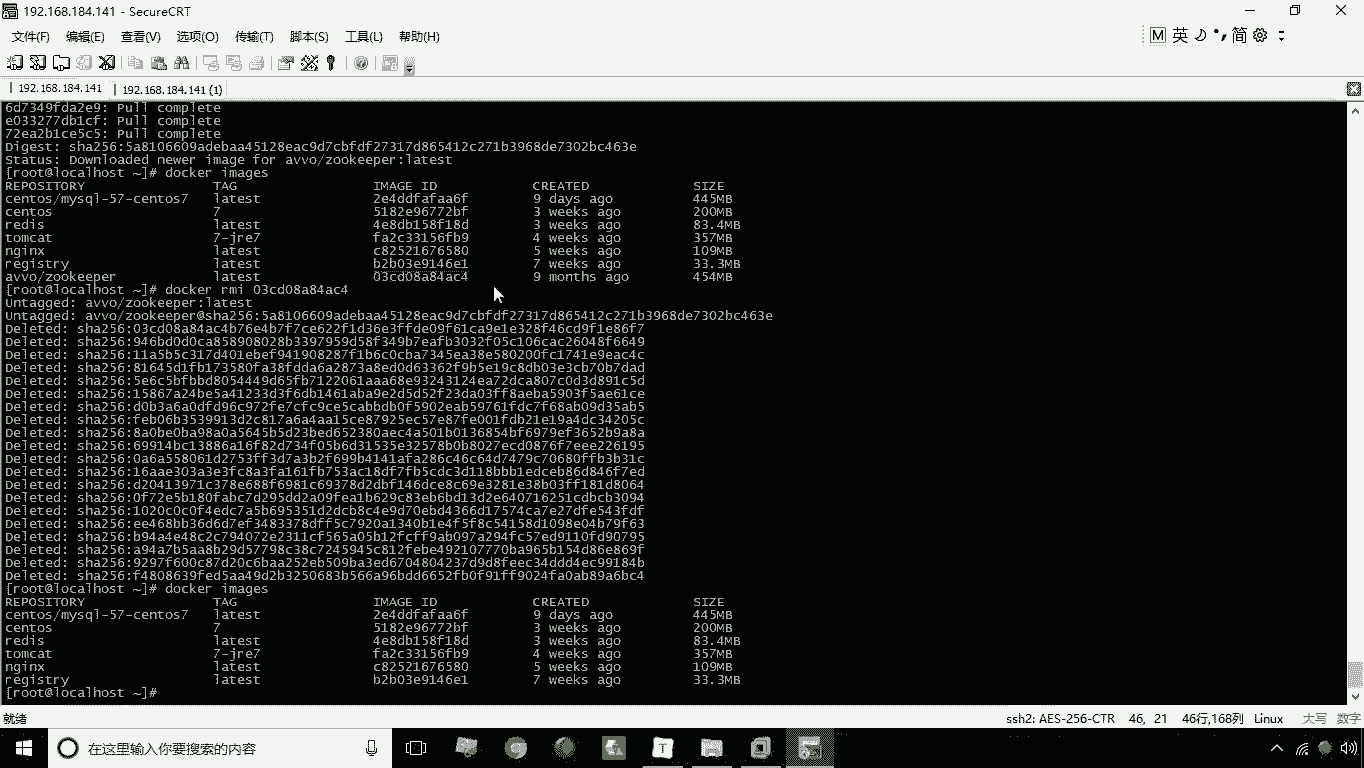 192.168.184.141 - SecureCRT
文件(F) 编辑(E) 查看(V) 选项(O) 传输(T) 脚本(S) 工具(L) 帮助(H)
M 英 简
192.168.184.141 192.168.184.141 (1)
6d7349fda2e9: Pull complete
e033277db1cf: Pull complete
72ea2b1ce5c5: Pull complete
Digest: sha256:5a8106609adebaa45128eac9d7cbfdf27317d865412c271b3968de7302bc463e
Status: Downloaded newer image for avvo/zookeeper:latest
[root@localhost ~]# docker images
REPOSITORY TAG IMAGE ID CREATED SIZE
centos/mysql-57-centos7 latest 2e4ddfafaa6f 9 days ago 445MB
centos 7 5182e96772bf 3 weeks ago 200MB
redis latest 4e8db158f18d 3 weeks ago 83.4MB
tomcat 7-jre7 fa2c33156fb9 4 weeks ago 357MB
nginx latest c82521676580 5 weeks ago 109MB
registry latest b2b03e9146e1 7 weeks ago 33.3MB
avvo/zookeeper latest 03cd08a84ac4 9 months ago 454MB
[root@localhost ~]# docker rmi 03cd08a84ac4
Untagged: avvo/zookeeper:latest
Untagged: avvo/zookeeper@sha256:5a8106609adebaa45128eac9d7cbfdf27317d865412c271b3968de7302bc463e
Deleted: sha256:03cd08a84ac4b76e4b7f7ce622f1d36e3ffde09f61ca9e1e328f46cd9f1e86f7
Deleted: sha256:946bd0d0ca858908028b3397959d58f349b7eafb3032f05c106cac26048f6649
Deleted: sha256:11a5b5c317d401ebef941908287f1b6c0cba7345ea38e580200fc1741e9eac4c
Deleted: sha256:81645d1fb173580fa38fdda6a2873a8ed0d63362f9b5e19c8db03e3cb70b7dad
Deleted: sha256:5e6c5bfbbd8054449d65fb7122061aaa68e93243124ea72dca807c0d3d891c5d
Deleted: sha256:15867a24be5a41233d3f6db1461aba9e2d5d52f23da03ff8aeba5903f5ae61ce
Deleted: sha256:d0b3a6a0dfd96c972fe7cfc9ce5cabbdb0f5902eab59761fdc7f68ab09d35ab5
Deleted: sha256:feb06b3539913d2c817a6a4aa15ce87925ec57e87fe001fdb21e19a4dc34205c
Deleted: sha256:8a0be0ba98a0a5645b5d23bed652380aec4a501b0136854bf6979ef3652b9a8a
Deleted: sha256:69914bc13886a16f82d734f05b6d31535e32578b0b8027ecd0876f7eee226195
Deleted: sha256:0a6a558061d2753ff3d7a3b2f699b4141afa286c46c64d7479c70680ffb3b31c
Deleted: sha256:16aae303a3e3fc8a3fa161fb753ac18df7fb5cdc3d118bbb1edceb86d846f7ed
Deleted: sha256:d20413971c378e688f6981c69378d2dbf146dce8c69e3281e38b03ff181d8064
Deleted: sha256:0f72e5b180fabc7d295dd2a09fea1b629c83eb6bd13d2e640716251cdbcb3094
Deleted: sha256:1020c0c0f4edc7a5b695351d2dcb8c4e9d70ebd4366d17574ca7e27dfe543fdf
Deleted: sha256:ee468bb36d6d7ef3483378dff5c7920a1340b1e4f5f8c54158d1098e04b79f63
Deleted: sha256:b94a4e48c2c794072e2311cf565a05b12fcff9ab097a294fc57ed9110fd90795
Deleted: sha256:a94a7b5aa8b29d57798c38c7245945c812febe492107770ba965b154d86e869f
Deleted: sha256:9297f600c87d20c6baa252eb509ba3ed6704804237d9d8feec34ddd4ec99184b
Deleted: sha256:f4808639fed5aa49d2b3250683b566a96bdd6652fb0f91ff9024fa0ab89a6bc4
[root@localhost ~]# docker images
REPOSITORY TAG IMAGE ID CREATED SIZE
centos/mysql-57-centos7 latest 2e4ddfafaa6f 9 days ago 445MB
centos 7 5182e96772bf 3 weeks ago 200MB
redis latest 4e8db158f18d 3 weeks ago 83.4MB
tomcat 7-jre7 fa2c33156fb9 4 weeks ago 357MB
nginx latest c82521676580 5 weeks ago 109MB
registry latest b2b03e9146e1 7 weeks ago 33.3MB
[root@localhost ~]#
就绪 ssh2: AES-256-CTR 46, 21 46行,168列 Linux 大写 数字
在这里输入你要搜索的内容